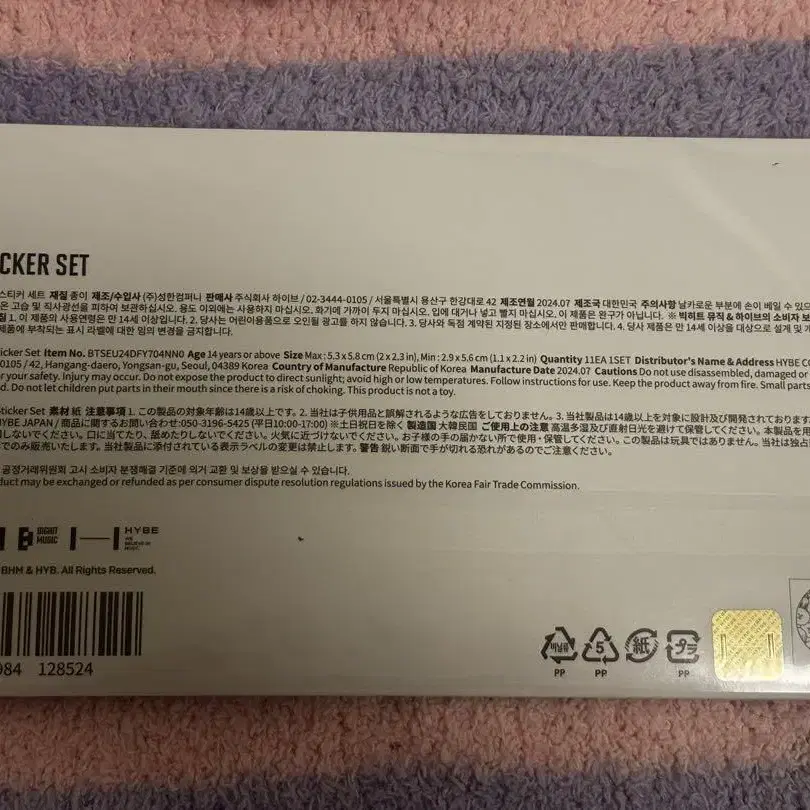 CKER SET
스티커 세트 재질 종이 제조/수입사 (주)성한컴퍼니 판매사 주식회사 하이브 / 02-3444-0105 / 서울특별시 용산구 한강대로 42 제조연월 2024.07 제조국 대한민국 주의사항 날카로운 부분에 손이 베일 수 있으
온 고습 및 직사광선을 피하여 보관하십시오. 용도 이외에는 사용하지 마십시오. 화기에 가까이 두지 마십시오. 입에 대거나 넣고 빨지 마십시오. 이 제품은 완구가 아닙니다. ※ 빅히트 뮤직 & 하이브의 소비자 보
칠 1. 이 제품의 사용연령은 만 14세 이상입니다. 2. 당사는 어린이용품으로 오인될 광고를 하지 않습니다. 3. 당사와 독점 계약된 지정된 장소에서만 판매합니다. 4. 당사 제품은 만 14세 이상을 대상으로 설계 및 개
제품에 부착되는 표시 라벨에 대한 임의 변경을 금지합니다.
ticker Set Item No. BTSEU24DFY704NN0 Age 14 years or above Size Max : 5.3 x 5.8 cm (2 x 2.3 in), Min : 2.9 x 5.6 cm (1.1 x 2.2 in) Quantity 11EA 1SET Distributor's Name & Address HYBE CO
0105 / 42, Hangang-daero, Yongsan-gu, Seoul, 04389 Korea Country of Manufacture Republic of Korea Manufacture Date 2024.07 Cautions Do not use disassembled, damaged or
or your safety. Injury may occur. Do not expose the product to direct sunlight; avoid high or low temperatures. Follow instructions for use. Keep the product away from fire. Small parts
d. Do not let children put parts in their mouth since there is a risk of choking. This product is not a toy.
Sticker Set 素材 紙 注意事項 1. この製品の対象年齢は14歳以上です。2. 当社は子供用品と誤解されるような広告をしておりません。3. 当社製品は14歳以上を対象に設計及び開発されております
HYBE JAPAN / 商品に関するお問い合わせ:050-3196-5425 (平日10:00-17:00) ※土日祝日を除く 製造国 大韓民国 ご使用上の注意 高温多湿及び直射日光を避けて保管してください。本製品を用
用しないでください。口に当てたり、舐めたりしないでください。火気に近づけないでください。お子様の手の届かない所で使用・保管してください。この製品は玩具ではありません。当社は独占
でのみ販売いたします。当社製品に添付されている表示ラベルの変更は禁止します。警告 鋭い断面で手が切れる恐れがあるのでご注意ください。
공정거래위원회 고시 소비자 분쟁해결 기준에 의거 교환 및 보상을 받으실 수 있습니다.
duct may be exchanged or refunded as per consumer dispute resolution regulations issued by the Korea Fair Trade Commission.
BIGHIT MUSIC HYBE
WE BELIEVE IN MUSIC.
BHM & HYB. All Rights Reserved.
084 128524
5 紙 プラ
PP PP PP